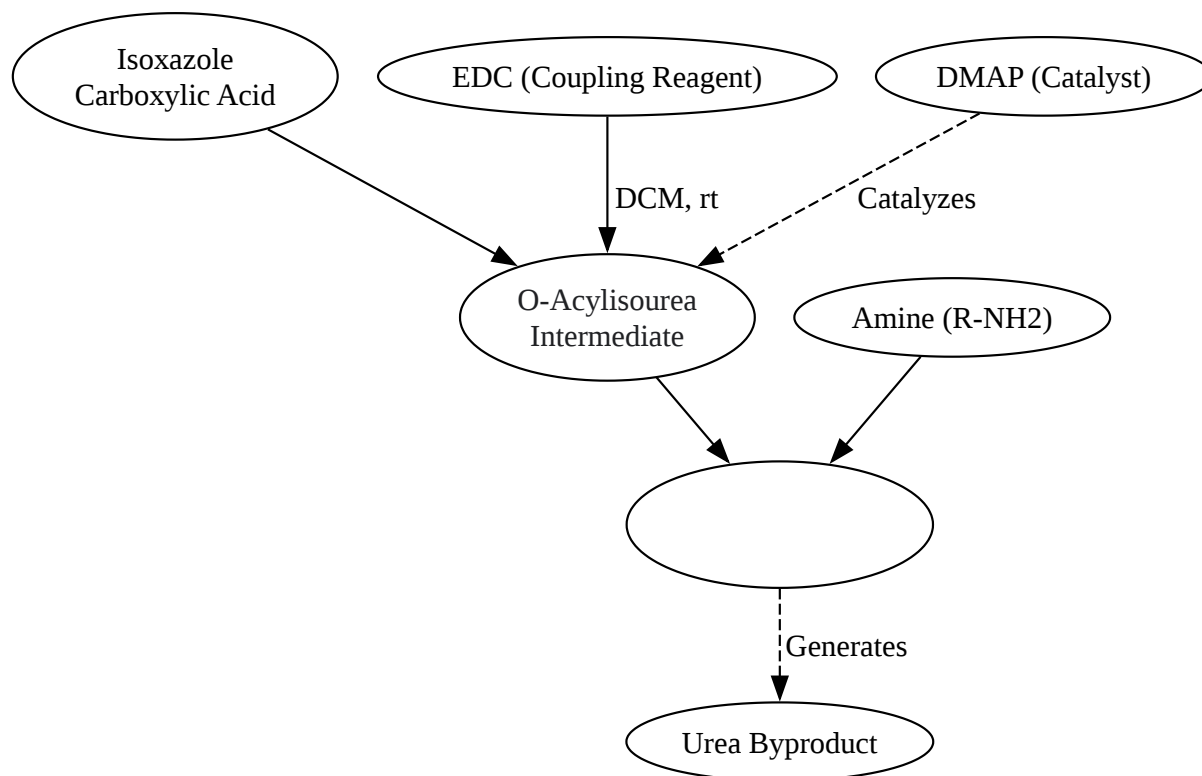 Isoxazole
Carboxylic Acid
EDC (Coupling Reagent)
DMAP (Catalyst)
DCM, rt
Catalyzes
O-Acylisourea
Intermediate
Amine (R-NH2)
Generates
Urea Byproduct